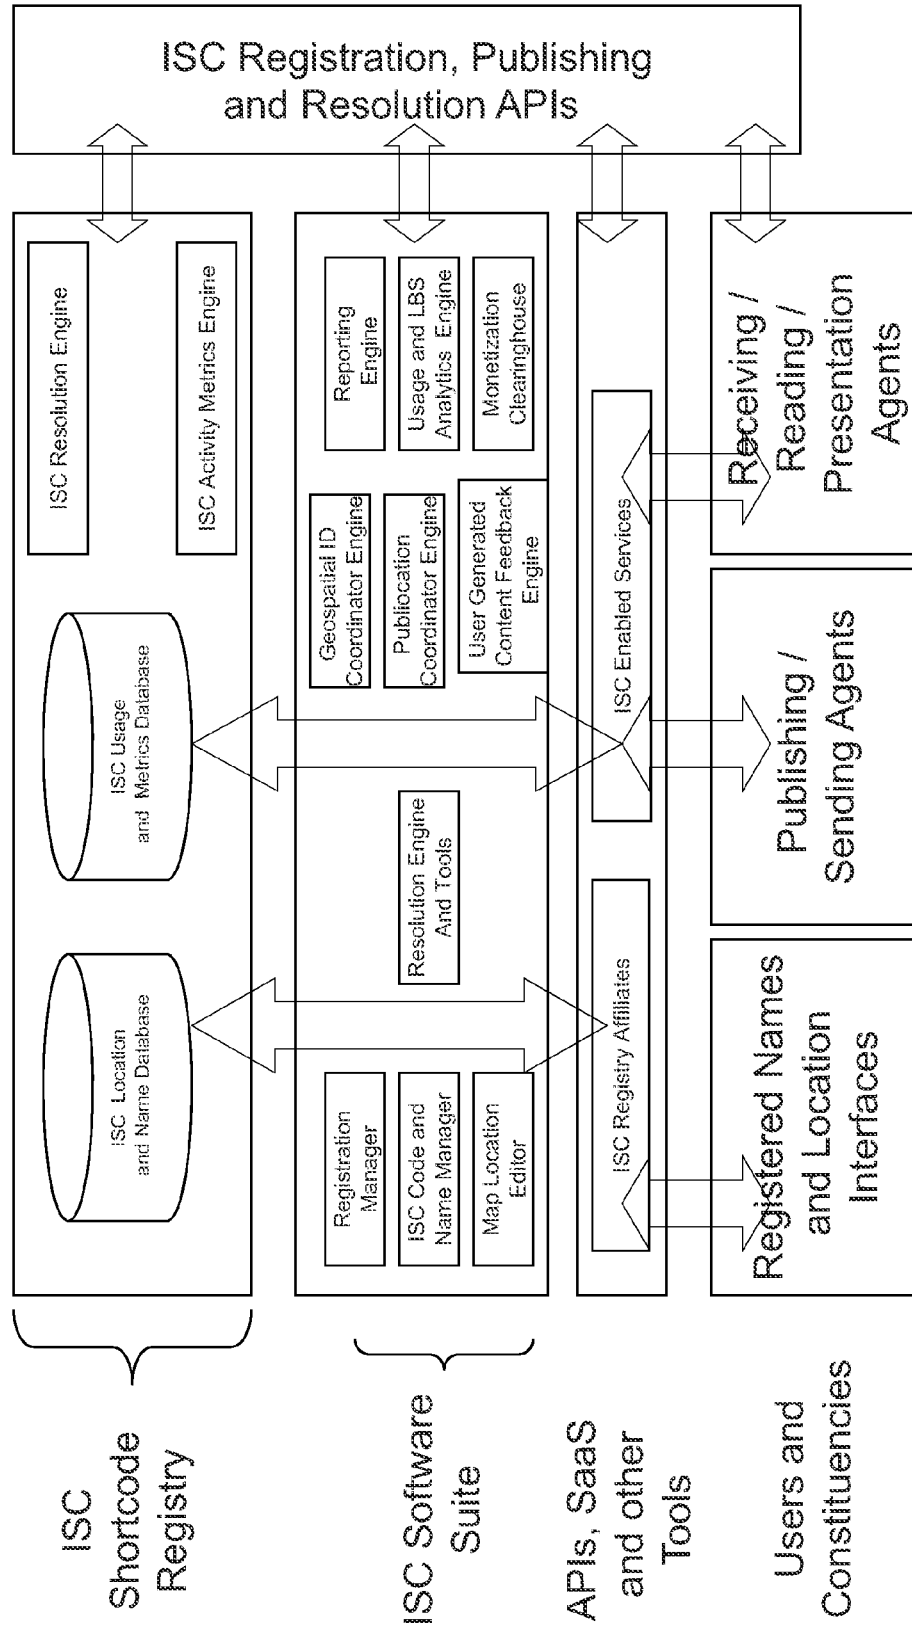 ISC Registration, Publishing
and Resolution APIs
ISC
Shortcode
Registry
ISC Location
and Name Database
ISC Usage
and Metrics Database
ISC Resolution Engine
ISC Activity Metrics Engine
ISC Software
Suite
Registration
Manager
ISC Code and
Name Manager
Map Location
Editor
Resolution Engine
And Tools
Geospatial ID
Coordinator Engine
Publocation
Coordinator Engine
User Generated
Content Feedback
Engine
Reporting
Engine
Usage and LBS
Analytics Engine
Monetization
Clearinghouse
APIs, SaaS
and other
Tools
ISC Registry Affiliates
ISC Enabled Services
Users and
Constituencies
Registered Names
and Location
Interfaces
Publishing /
Sending Agents
Receiving /
Reading /
Presentation
Agents